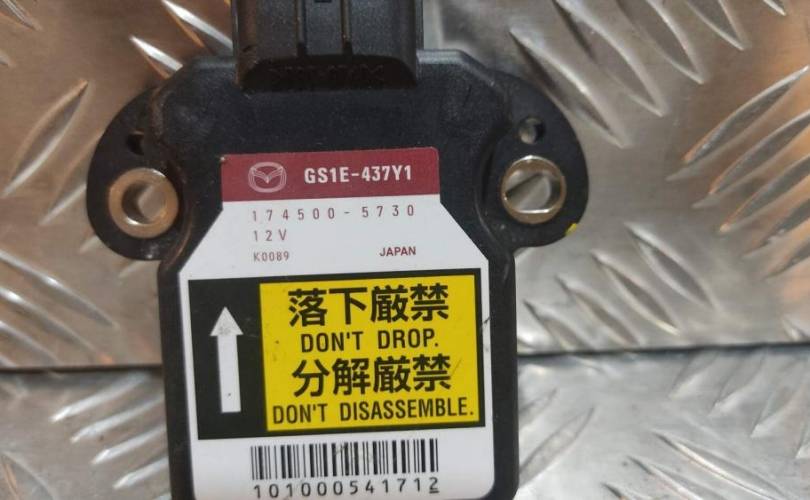 GS1E-437Y1
174500-5730
12V
K0089 JAPAN
落下厳禁
DON'T DROP.
分解厳禁
DON'T DISASSEMBLE.
101000541712